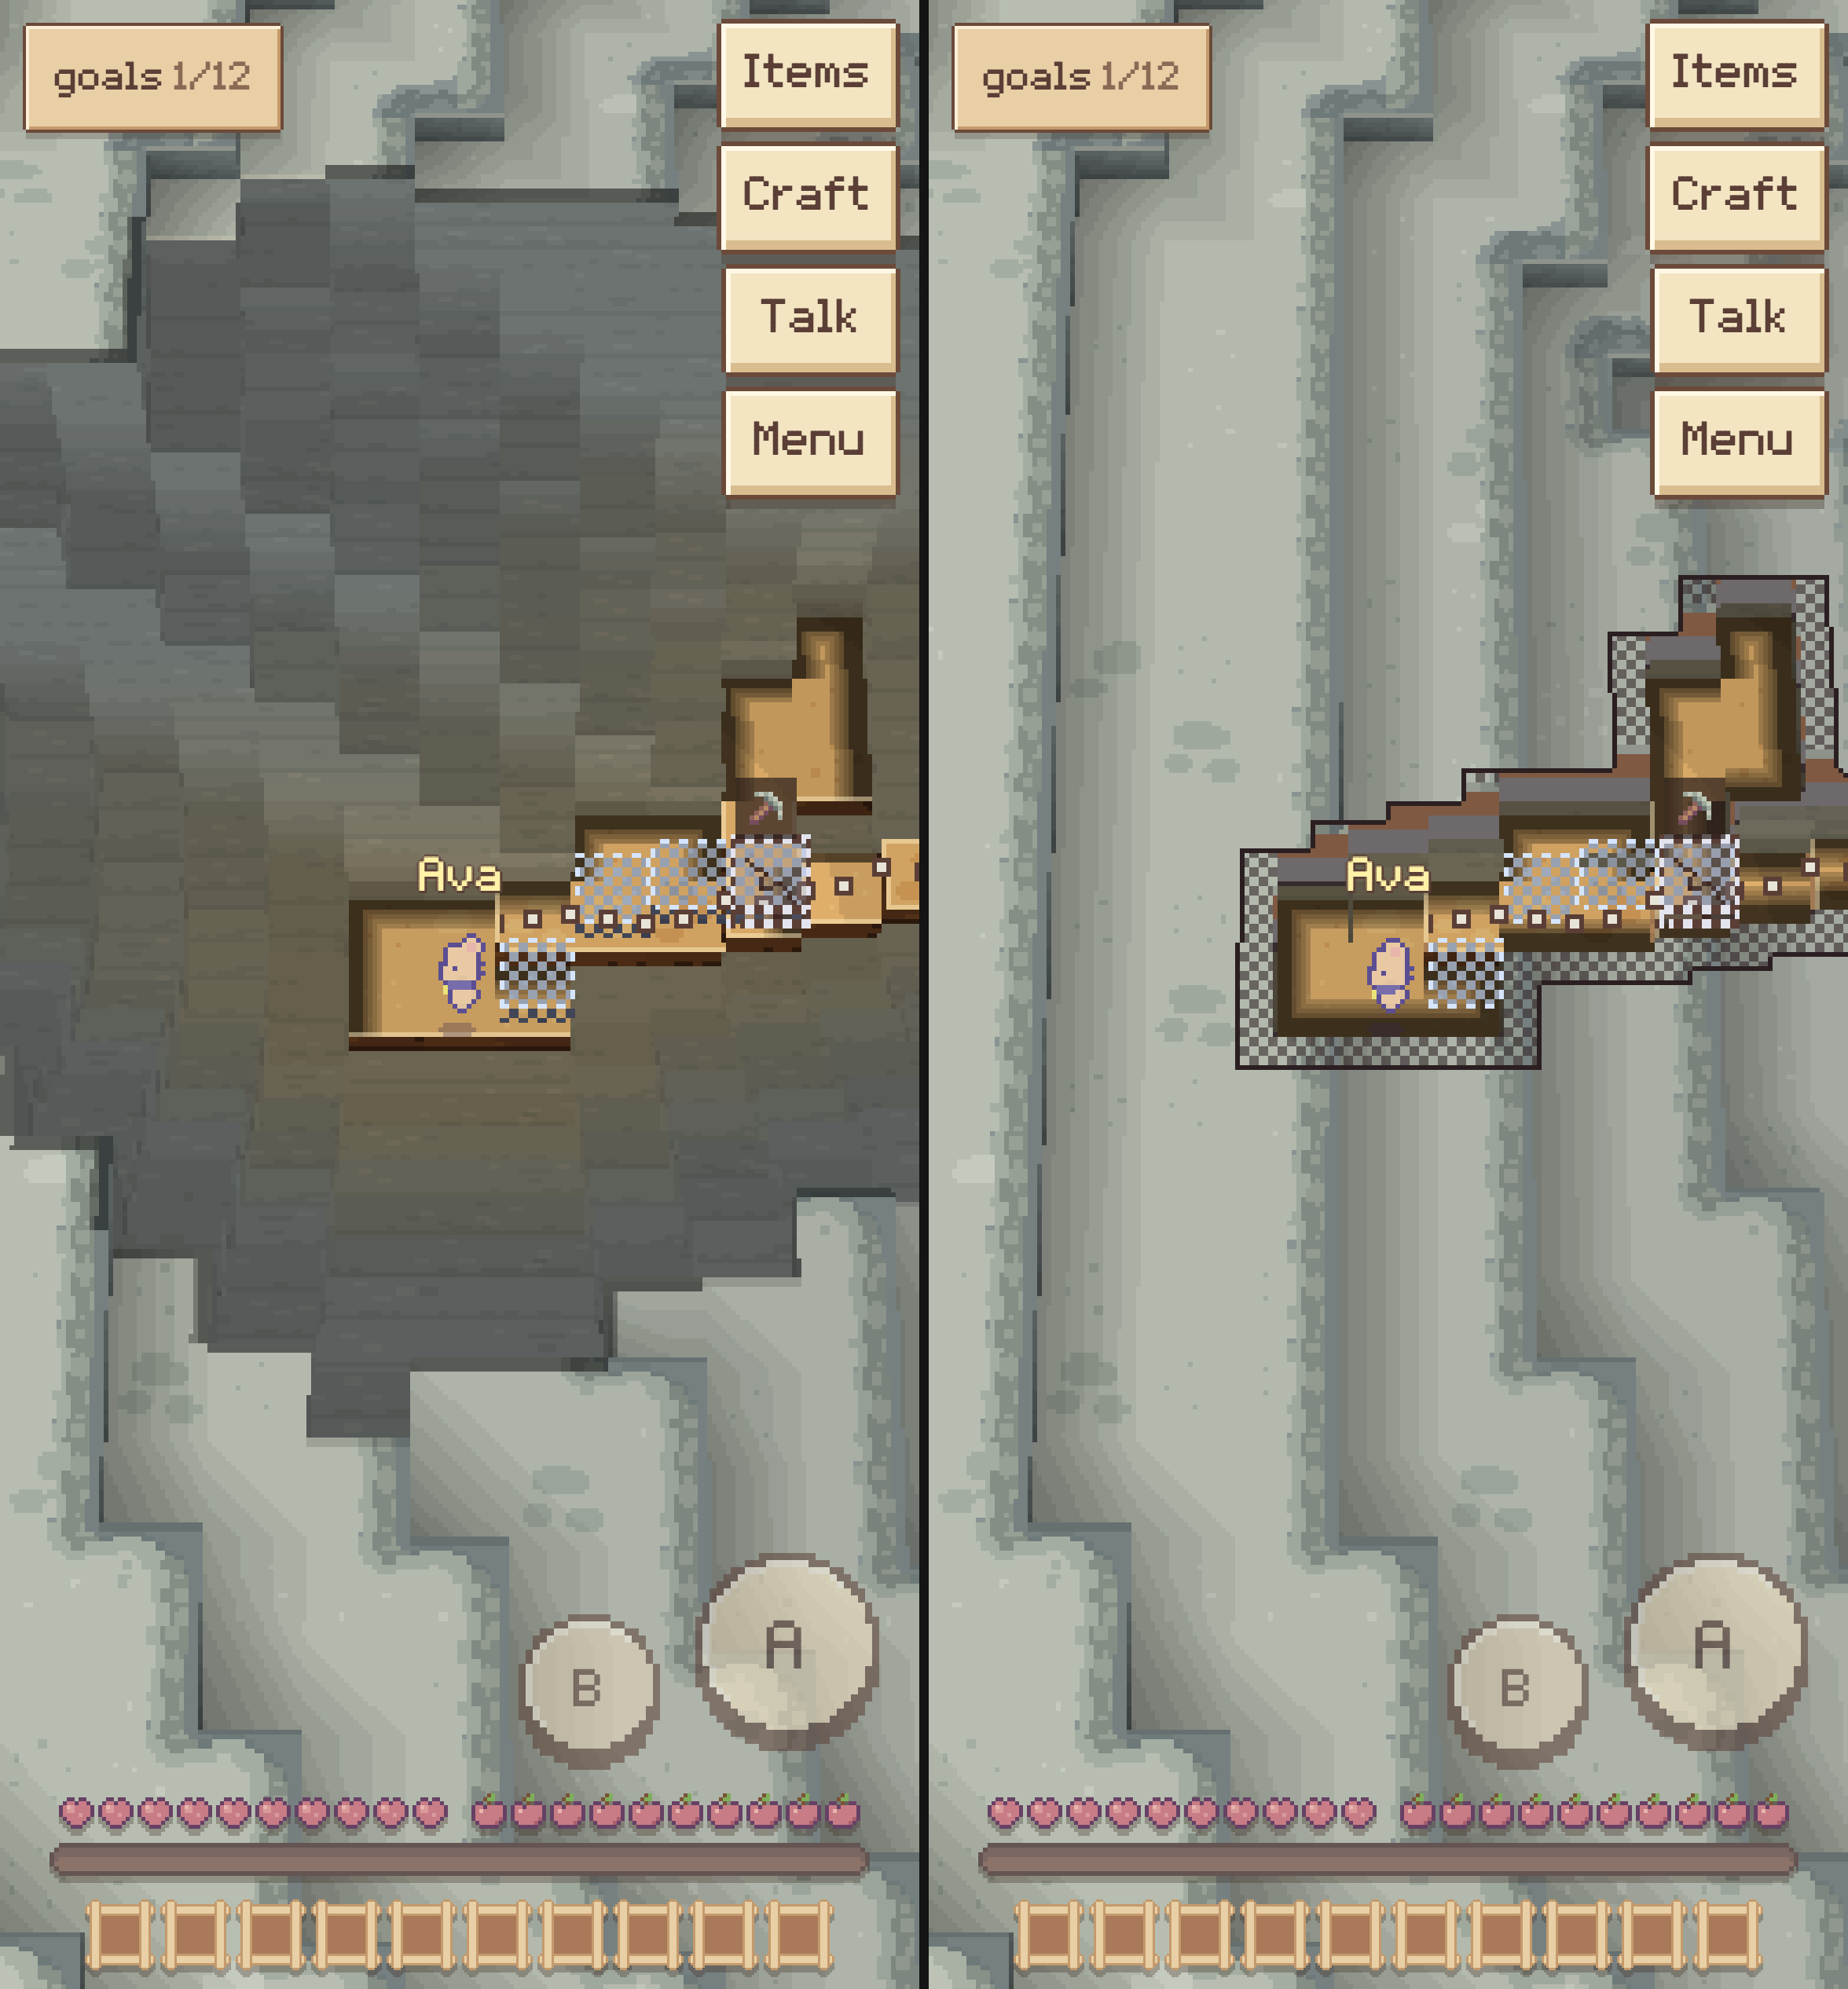 goals 1/12
Items
Craft
Talk
Menu
Ava
B
A
goals 1/12
Items
Craft
Talk
Menu
Ava
B
A